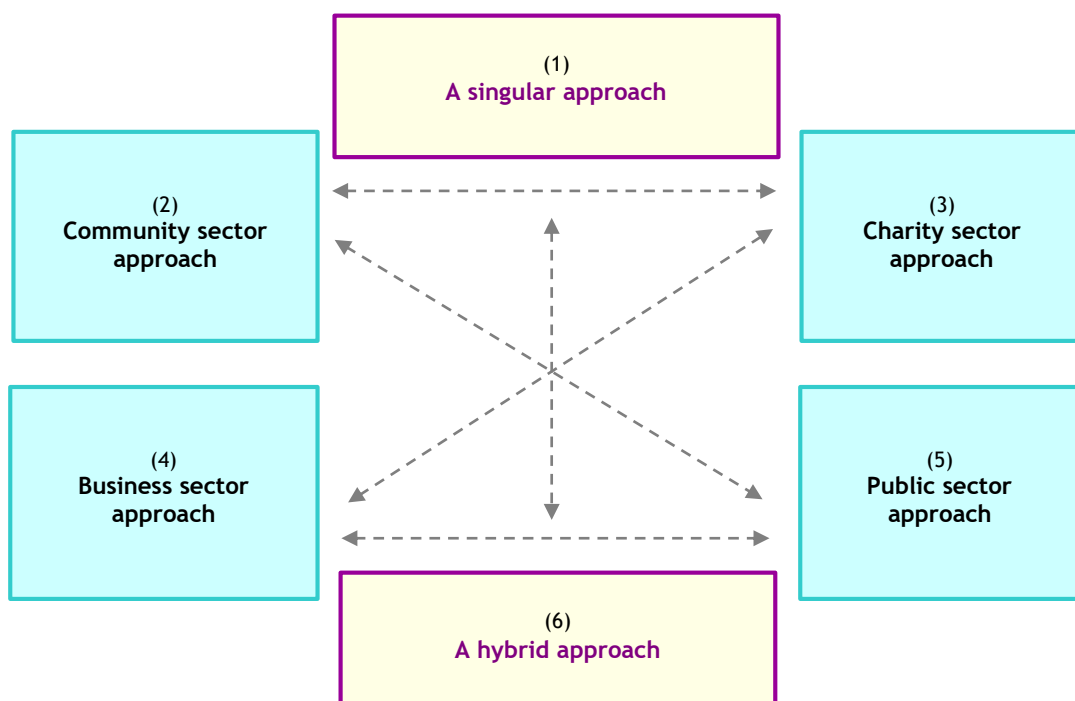 (1)
A singular approach
(2)
Community sector
approach
(3)
Charity sector
approach
(4)
Business sector
approach
(5)
Public sector
approach
(6)
A hybrid approach